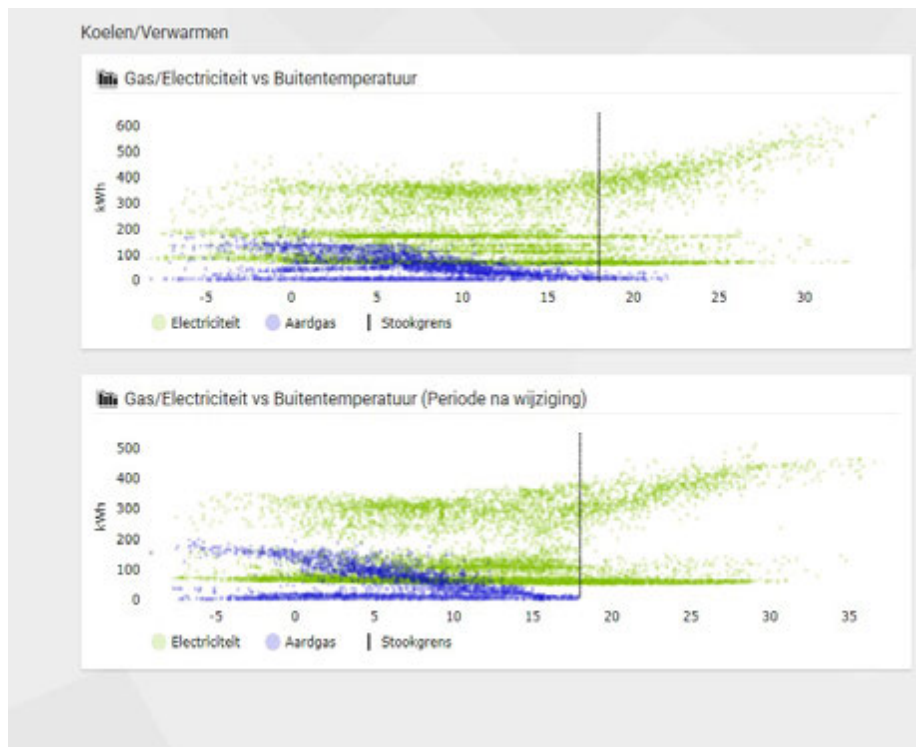 Koelen/Verwarmen
Gas/Electriciteit vs Buitentemperatuur
600
500
400
300
200
100
0
kWh
-5 0 5 10 15 20 25 30
Electriciteit Aardgas Stookgrens
Gas/Electriciteit vs Buitentemperatuur (Periode na wijziging)
500
400
300
200
100
0
kWh
-5 0 5 10 15 20 25 30 35
Electriciteit Aardgas Stookgrens